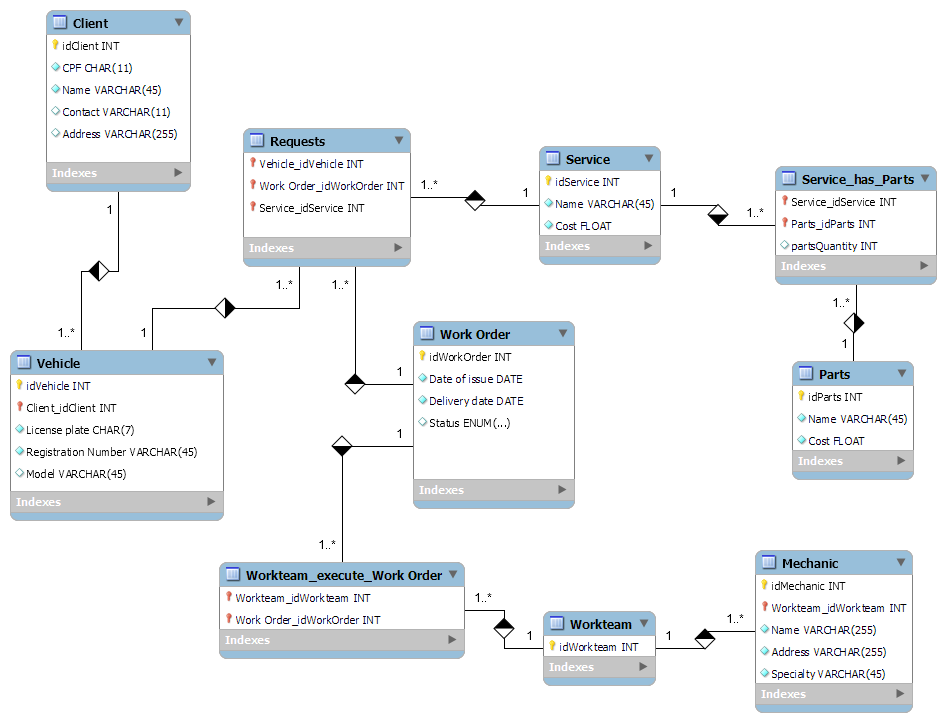 Client
idClient INT
CPF CHAR(11)
Name VARCHAR(45)
Contact VARCHAR(11)
Address VARCHAR(255)
Indexes
1
1..*
Requests
Vehicle_idVehicle INT
Work Order_idWorkOrder INT
Service_idService INT
Indexes
1..*
1
1..*
1..*
1
Service
idService INT
Name VARCHAR(45)
Cost FLOAT
Indexes
1
1..*
Service_has_Parts
Service_idService INT
Parts_idParts INT
partsQuantity INT
Indexes
1..*
1
Vehicle
idVehicle INT
Client_idClient INT
License plate CHAR(7)
Registration Number VARCHAR(45)
Model VARCHAR(45)
Indexes
Work Order
idWorkOrder INT
Date of issue DATE
Delivery date DATE
Status ENUM(...)
Indexes
1
1
1..*
Parts
idParts INT
Name VARCHAR(45)
Cost FLOAT
Indexes
Workteam_execute_Work Order
Workteam_idWorkteam INT
Work Order_idWorkOrder INT
Indexes
1..*
1
Workteam
idWorkteam INT
Indexes
1
1..*
Mechanic
idMechanic INT
Workteam_idWorkteam INT
Name VARCHAR(255)
Address VARCHAR(255)
Specialty VARCHAR(45)
Indexes